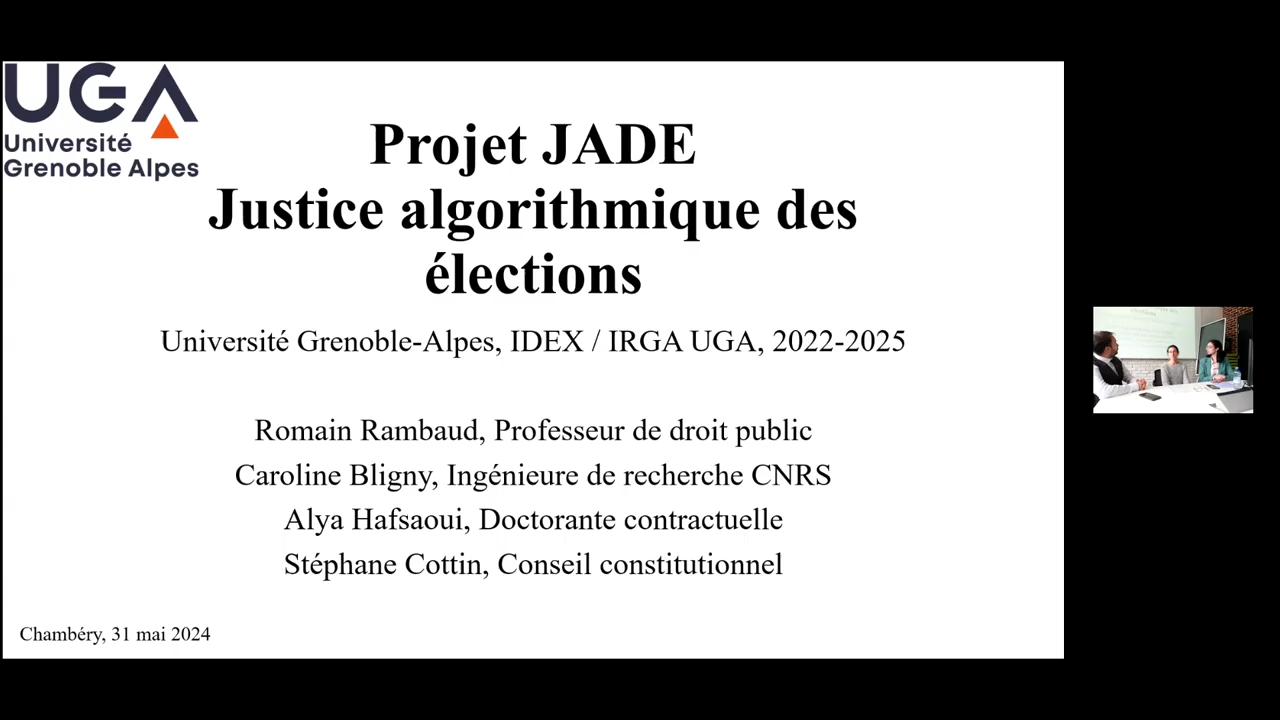 UGA
Université
Grenoble Alpes
Projet JADE
Justice algorithmique des
élections
Université Grenoble-Alpes, IDEX / IRGA UGA, 2022-2025
Romain Rambaud, Professeur de droit public
Caroline Bligny, Ingénieure de recherche CNRS
Alya Hafsaoui, Doctorante contractuelle
Stéphane Cottin, Conseil constitutionnel
Chambéry, 31 mai 2024